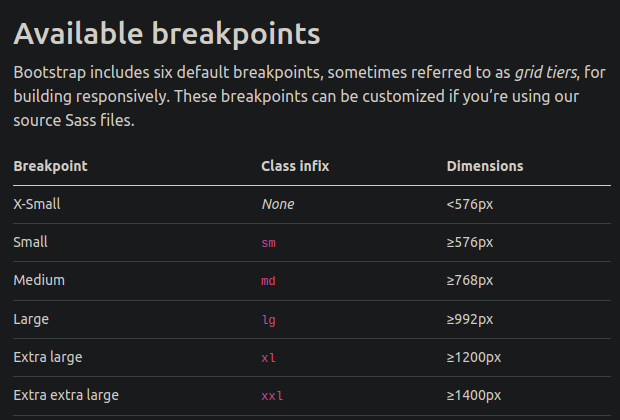 Available breakpoints
Bootstrap includes six default breakpoints, sometimes referred to as grid tiers, for
building responsively. These breakpoints can be customized if you’re using our
source Sass files.
Breakpoint Class infix Dimensions
X-Small None <576px
Small sm ≥576px
Medium md ≥768px
Large lg ≥992px
Extra large xl ≥1200px
Extra extra large xxl ≥1400px